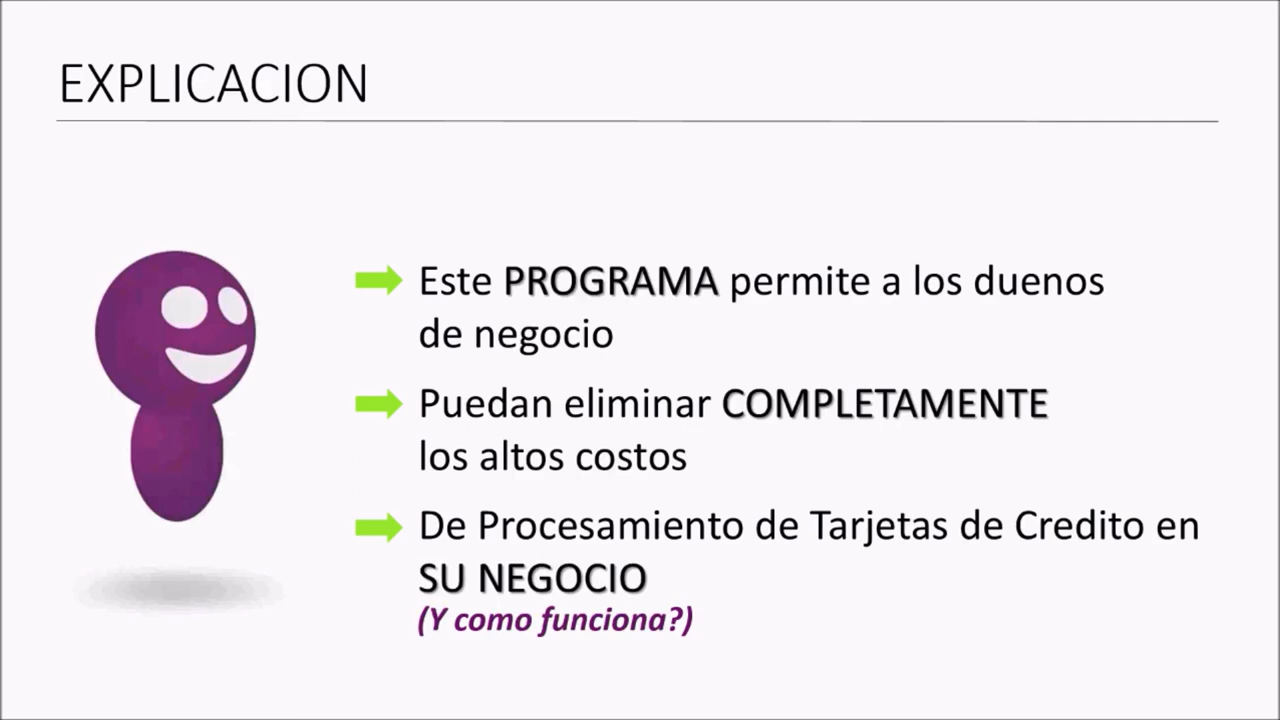 EXPLICACION
Este PROGRAMA permite a los duenos
de negocio
Puedan eliminar COMPLETAMENTE
los altos costos
De Procesamiento de Tarjetas de Credito en
SU NEGOCIO
(Y como funciona?)